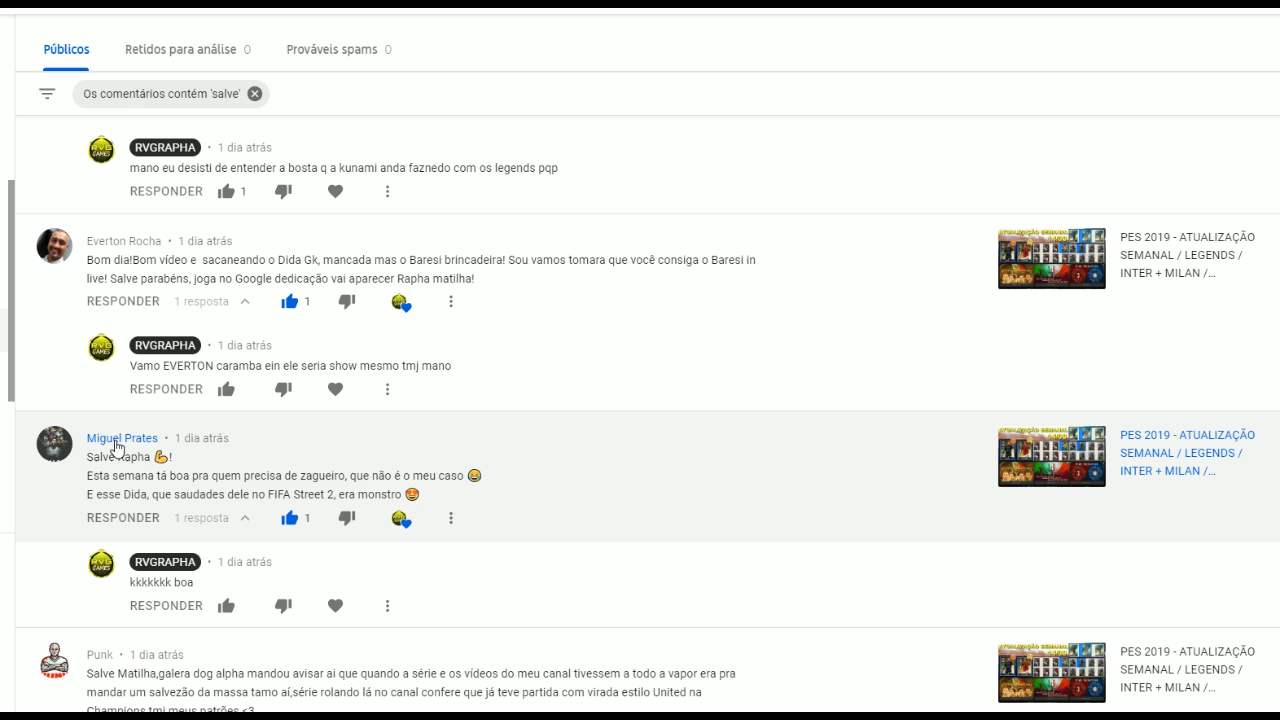 Públicos
Retidos para análise 0
Prováveis spams 0
Os comentários contém 'salve'
RVGRAPHA • 1 dia atrás
mano eu desisti de entender a bosta q a kunami anda faznedo com os legends pqp
RESPONDER 1
Everton Rocha • 1 dia atrás
Bom dia!Bom vídeo e sacaneando o Dida Gk, mancada mas o Baresi brincadeira! Sou vamos tomara que você consiga o Baresi in
live! Salve parabéns, joga no Google dedicação vai aparecer Rapha matilha!
RESPONDER 1 resposta 1
PES 2019 - ATUALIZAÇÃO
SEMANAL / LEGENDS /
INTER + MILAN /...
RVGRAPHA • 1 dia atrás
Vamo EVERTON caramba ein ele seria show mesmo tmj mano
RESPONDER
Miguel Prates • 1 dia atrás
Salve Rapha 💪!
Esta semana tá boa pra quem precisa de zagueiro, que não é o meu caso 😂
E esse Dida, que saudades dele no FIFA Street 2, era monstro 🤩
RESPONDER 1 resposta 1
PES 2019 - ATUALIZAÇÃO
SEMANAL / LEGENDS /
INTER + MILAN /...
RVGRAPHA • 1 dia atrás
kkkkkkk boa
RESPONDER
Punk • 1 dia atrás
Salve Matilha,galera dog alpha mandou avisar ai que quando a série e os vídeos do meu canal tivessem a todo a vapor era pra
mandar um salvezão da massa tamo aí,serie rolando lá no canal confere que já teve partida com virada estilo United na
Champions tmj meus patrões <3
PES 2019 - ATUALIZAÇÃO
SEMANAL / LEGENDS /
INTER + MILAN /...